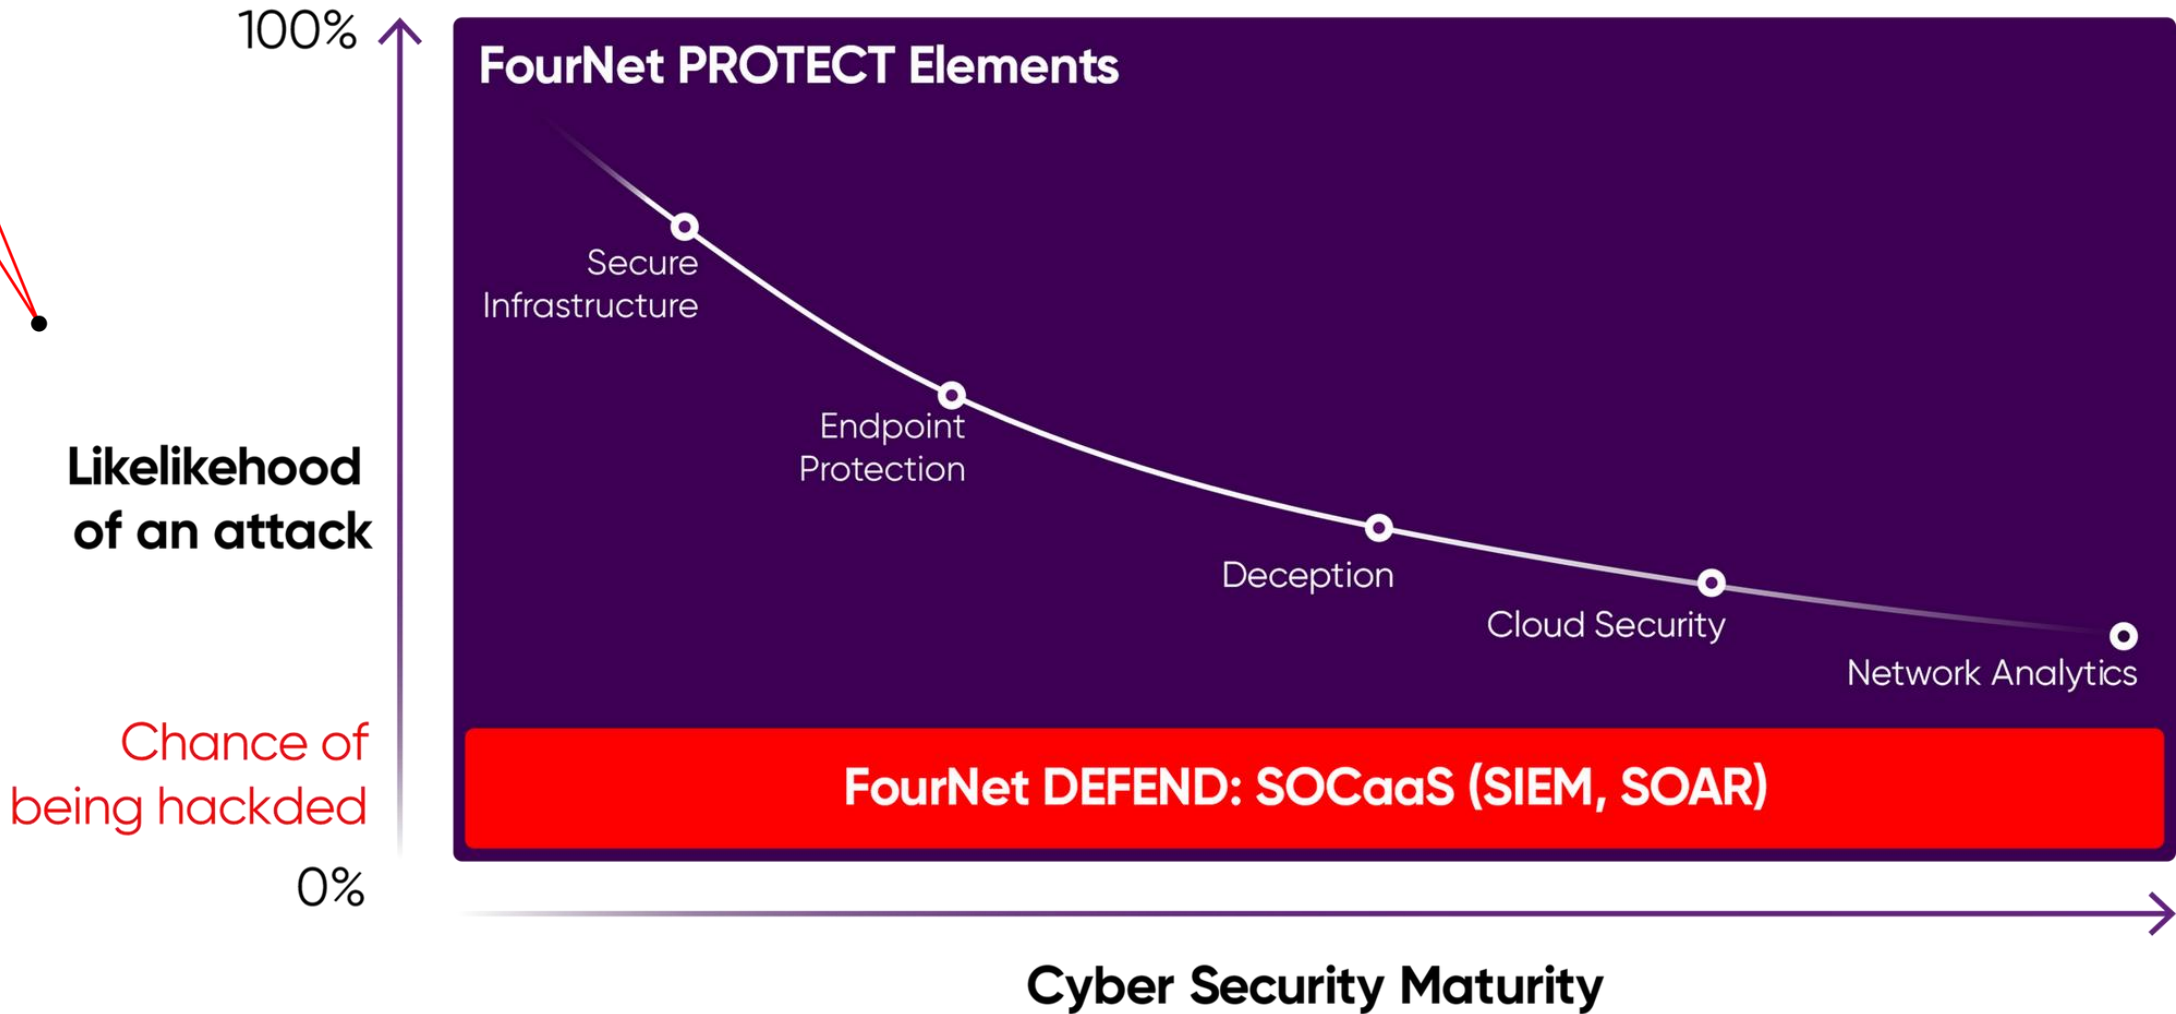 100%
FourNet PROTECT Elements
Secure
Infrastructure
Endpoint
Protection
Likelikehood
of an attack
Deception
Cloud Security
Network Analytics
Chance of
being hackded
FourNet DEFEND: SOCaaS (SIEM, SOAR)
0%
Cyber Security Maturity